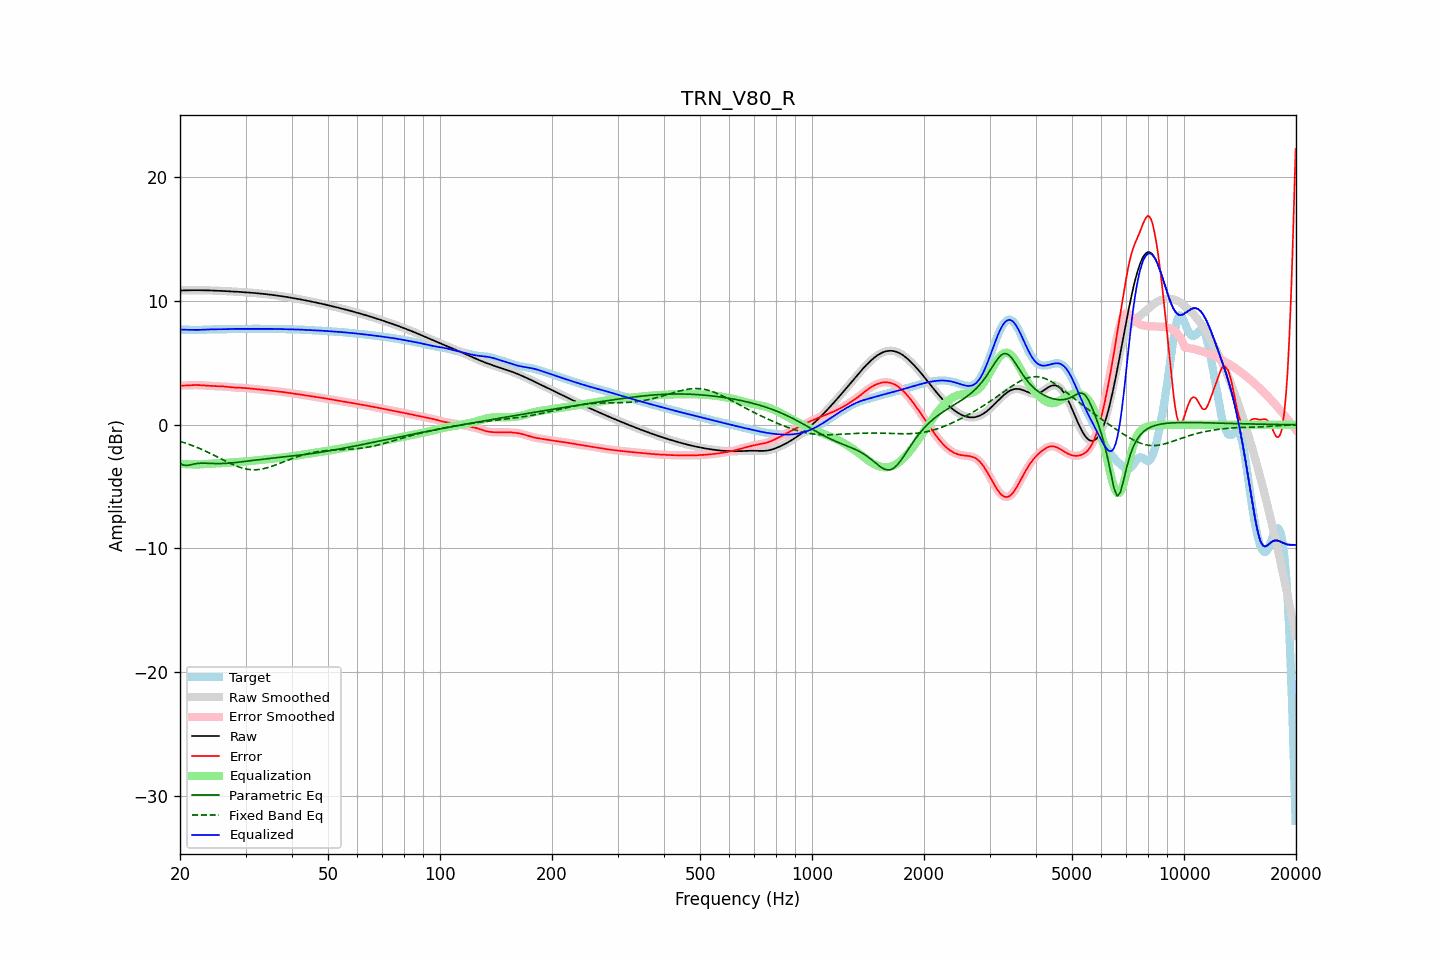 TRN_V80_R
Amplitude (dBr)
20
10
0
−10
−20
−30
Target
Raw Smoothed
Error Smoothed
Raw
Error
Equalization
Parametric Eq
Fixed Band Eq
Equalized
20 50 100 200 500 1000 2000 5000 10000 20000
Frequency (Hz)